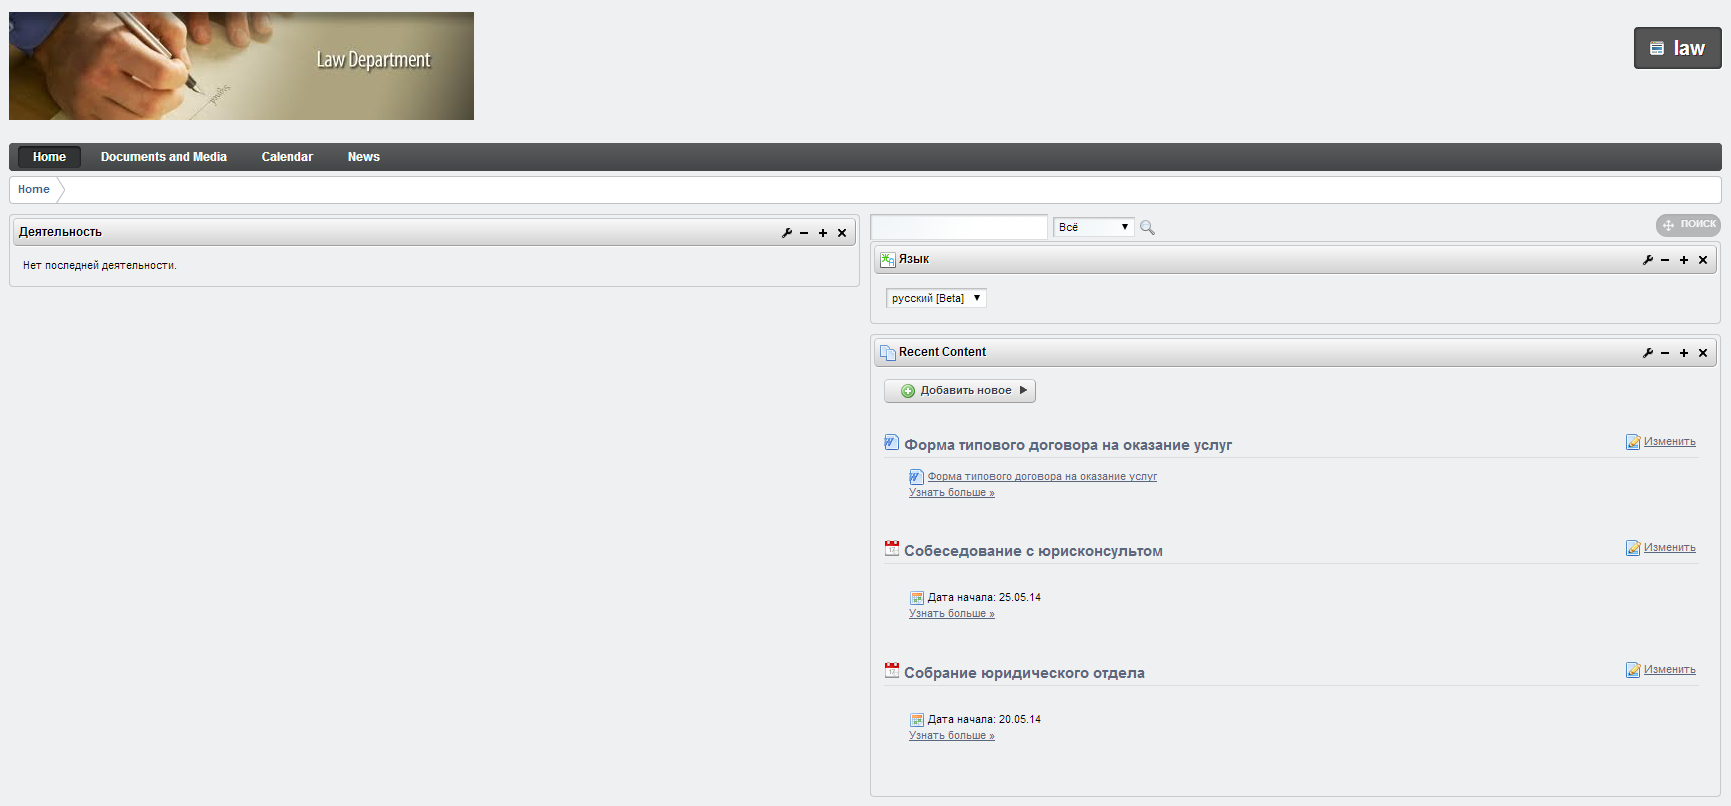 Law Department
law
Home Documents and Media Calendar News
Home
Деятельность
Нет последней деятельности.
Всё
ПОИСК
Язык
русский [Beta]
Recent Content
Добавить новое
Форма типового договора на оказание услуг Изменить
Форма типового договора на оказание услуг
Узнать больше »
Собеседование с юрисконсультом Изменить
Дата начала: 25.05.14
Узнать больше »
Собрание юридического отдела Изменить
Дата начала: 20.05.14
Узнать больше »